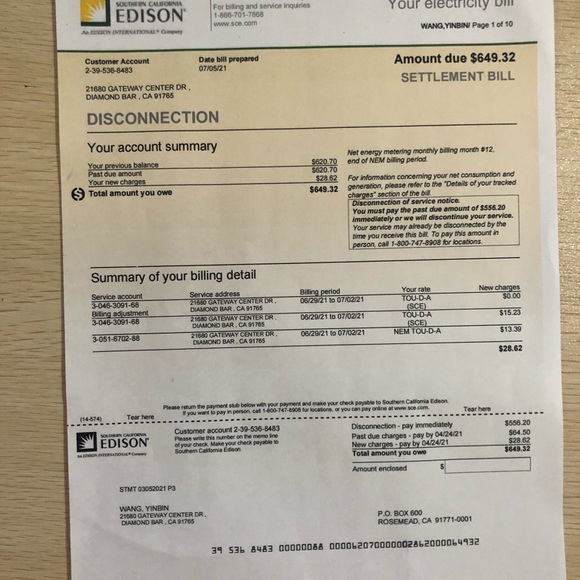 SOUTHERN CALIFORNIA
EDISON®
An EDISON INTERNATIONAL® Company
For billing and service inquiries
1-866-701-7868
www.sce.com
Your electricity bill
WANG,YINBIN/ Page 1 of 10
Customer Account
2-39-536-8483
Date bill prepared
07/05/21
Amount due $649.32
SETTLEMENT BILL
21680 GATEWAY CENTER DR ,
DIAMOND BAR , CA 91765
DISCONNECTION
Your account summary
Your previous balance $620.70
Past due amount $620.70
Your new charges $28.62
Total amount you owe $649.32
Net energy metering monthly billing month #12,
end of NEM billing period.
For information concerning your net consumption and
generation, please refer to the "Details of your tracked
charges" section of the bill.
Disconnection of service notice.
You must pay the past due amount of $556.20
immediately or we will discontinue your service.
Your service may already be disconnected by the
time you receive this bill. To pay this amount in
person, call 1-800-747-8908 for locations.
Summary of your billing detail
Service account Service address Billing period Your rate New charges
3-046-3091-68 21680 GATEWAY CENTER DR , 06/29/21 to 07/02/21 TOU-D-A $0.00
Billing adjustment DIAMOND BAR , CA 91765 (SCE)
3-046-3091-68 21680 GATEWAY CENTER DR , 06/29/21 to 07/02/21 TOU-D-A $15.23
DIAMOND BAR , CA 91765 (SCE)
3-051-6702-88 21680 GATEWAY CENTER DR , 06/29/21 to 07/02/21 NEM TOU-D-A $13.39
DIAMOND BAR , CA 91765
$28.62
Please return the payment stub below with your payment and make your check payable to Southern California Edison.
If you want to pay in person, call 1-800-747-8908 for locations, or you can pay online at www.sce.com.
(14-574) Tear here Tear here
SOUTHERN CALIFORNIA
EDISON®
An EDISON INTERNATIONAL® Company
Customer account 2-39-536-8483
Please write this number on the memo line
of your check. Make your check payable to
Southern California Edison
Disconnection - pay immediately $556.20
Past due charges - pay by 04/24/21 $64.50
New charges - pay by 04/24/21 $28.62
Total amount you owe $649.32
Amount enclosed $
STMT 03052021 P3
WANG, YINBIN
21680 GATEWAY CENTER DR ,
DIAMOND BAR , CA 91765
P.O. BOX 600
ROSEMEAD, CA 91771-0001
39 536 8483 00000088 0000620700000028620000064932